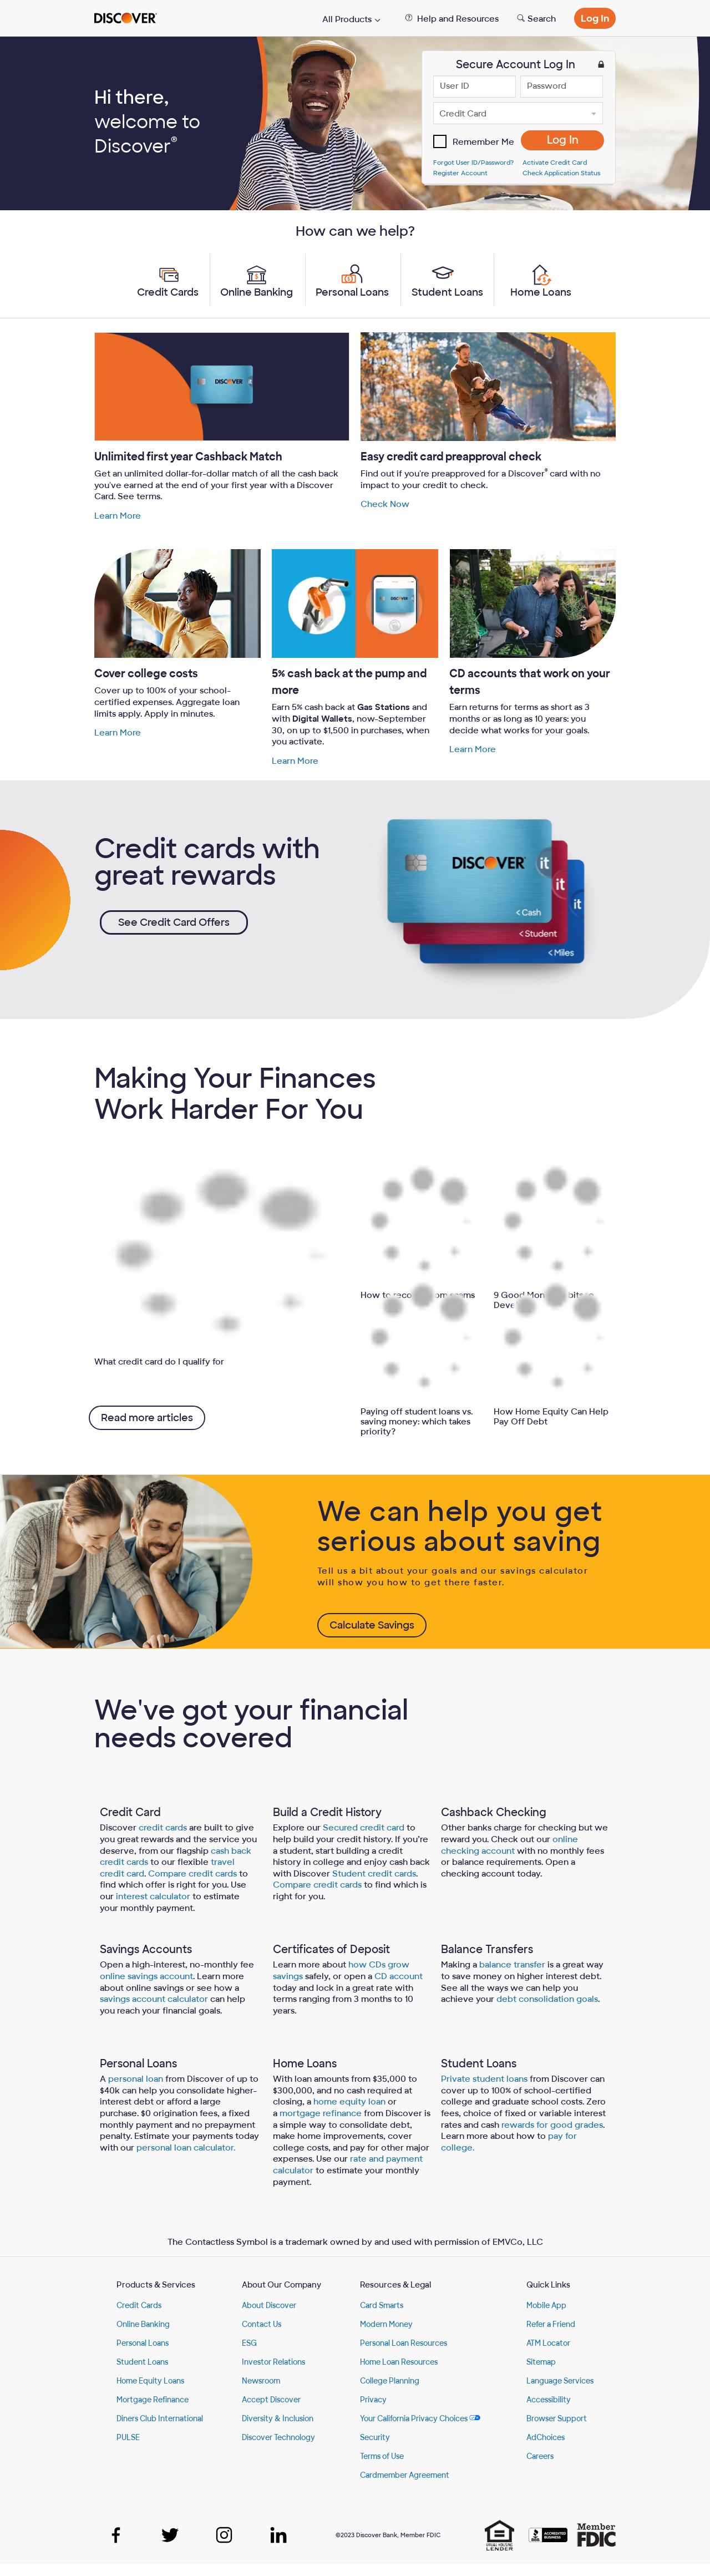 DISCOVER
All Products
Help and Resources
Search
Log In
Hi there,
welcome to
Discover®
Secure Account Log In
User ID
Password
Credit Card
Remember Me
Log In
Forgot User ID/Password?
Activate Credit Card
Register Account
Check Application Status
How can we help?
Credit Cards
Online Banking
Personal Loans
Student Loans
Home Loans
DISCOVER
Unlimited first year Cashback Match
Get an unlimited dollar-for-dollar match of all the cash back
you've earned at the end of your first year with a Discover
Card. See terms.
Learn More
Easy credit card preapproval check
Find out if you're preapproved for a Discover® card with no
impact to your credit to check.
Check Now
Cover college costs
Cover up to 100% of your school-
certified expenses. Aggregate loan
limits apply. Apply in minutes.
Learn More
5% cash back at the pump and
more
Earn 5% cash back at Gas Stations and
with Digital Wallets, now-September
30, on up to $1,500 in purchases, when
you activate.
Learn More
CD accounts that work on your
terms
Earn returns for terms as short as 3
months or as long as 10 years: you
decide what works for your goals.
Learn More
Credit cards with
great rewards
See Credit Card Offers
DISCOVER
it
it
it
<Cash
<Student
<Miles
Making Your Finances
Work Harder For You
What credit card do I qualify for
Read more articles
How to
9 Good
Paying off student loans vs.
saving money: which takes
priority?
How Home Equity Can Help
Pay Off Debt
We can help you get
serious about saving
Tell us a bit about your goals and our savings calculator
will show you how to get there faster.
Calculate Savings
We've got your financial
needs covered
Credit Card
Discover credit cards are built to give
you great rewards and the service you
deserve, from our flagship cash back
credit cards to our flexible travel
credit card. Compare credit cards to
find which offer is right for you. Use
our interest calculator to estimate
your monthly payment.
Build a Credit History
Explore our Secured credit card to
help build your credit history. If you're
a student, start building a credit
history in college and enjoy cash back
with Discover Student credit cards.
Compare credit cards to find which is
right for you.
Cashback Checking
Other banks charge for checking but we
reward you. Check out our online
checking account with no monthly fees
or balance requirements. Open a
checking account today.
Savings Accounts
Open a high-interest, no-monthly fee
online savings account. Learn more
about online savings or see how a
savings account calculator can help
you reach your financial goals.
Certificates of Deposit
Learn more about how CDs grow
savings safely, or open a CD account
today and lock in a great rate with
terms ranging from 3 months to 10
years.
Balance Transfers
Making a balance transfer is a great way
to save money on higher interest debt.
See all the ways we can help you
achieve your debt consolidation goals.
Personal Loans
A personal loan from Discover of up to
$40k can help you consolidate higher-
interest debt or afford a large
purchase. $0 origination fees, a fixed
monthly payment and no prepayment
penalty. Estimate your payments today
with our personal loan calculator.
Home Loans
With loan amounts from $35,000 to
$300,000, and no cash required at
closing, a home equity loan or
a mortgage refinance from Discover is
a simple way to consolidate debt,
make home improvements, cover
college costs, and pay for other major
expenses. Use our rate and payment
calculator to estimate your monthly
payment.
Student Loans
Private student loans from Discover can
cover up to 100% of school-certified
college and graduate school costs. Zero
fees, choice of fixed or variable interest
rates and cash rewards for good grades.
Learn more about how to pay for
college.
The Contactless Symbol is a trademark owned by and used with permission of EMVCo, LLC
Products & Services
Credit Cards
Online Banking
Personal Loans
Student Loans
Home Equity Loans
Mortgage Refinance
Diners Club International
PULSE
About Our Company
About Discover
Contact Us
ESG
Investor Relations
Newsroom
Accept Discover
Diversity & Inclusion
Discover Technology
Resources & Legal
Card Smarts
Modern Money
Personal Loan Resources
Home Loan Resources
College Planning
Privacy
Your California Privacy Choices
Security
Terms of Use
Cardmember Agreement
Quick Links
Mobile App
Refer a Friend
ATM Locator
Sitemap
Language Services
Accessibility
Browser Support
AdChoices
Careers
©2023 Discover Bank, Member FDIC
EQUAL HOUSING
LENDER
BBB
ACCREDITED
BUSINESS
Member
FDIC